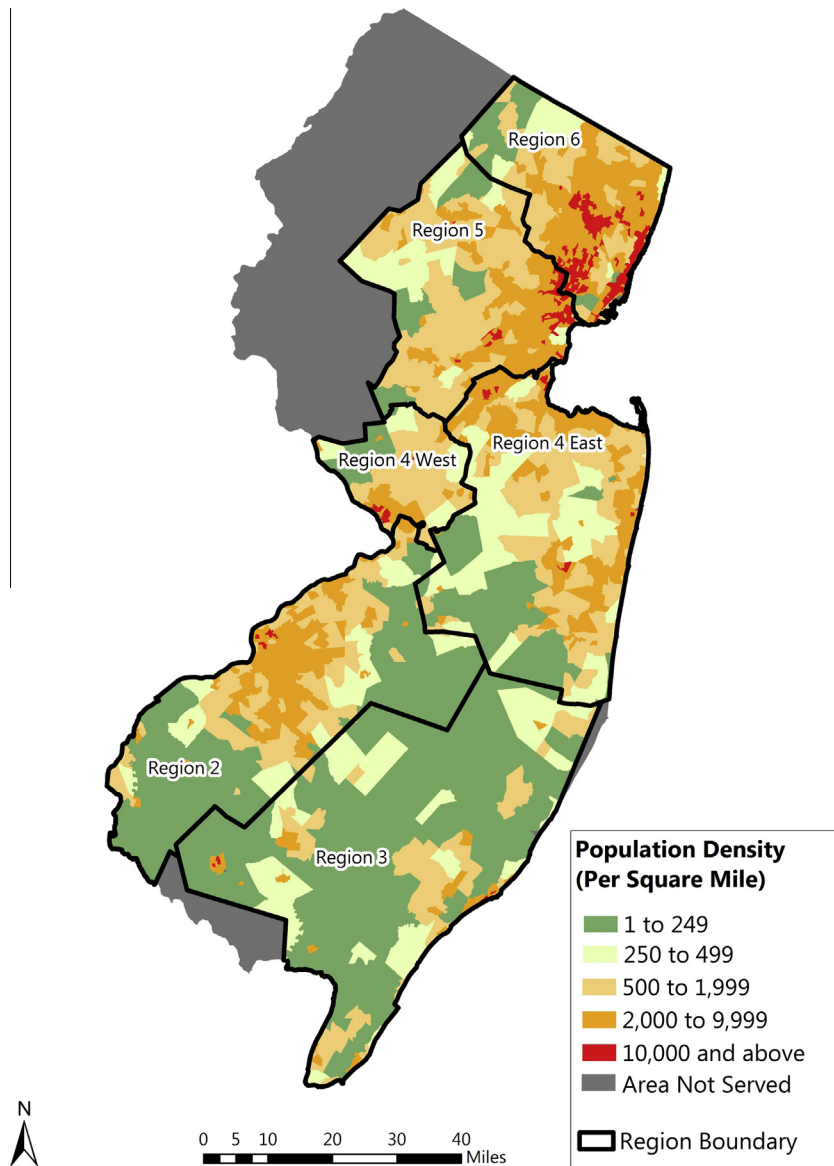 Region 6
Region 5
Region 4 East
Region 4 West
Region 2
Region 3
Population Density
(Per Square Mile)
1 to 249
250 to 499
500 to 1,999
2,000 to 9,999
10,000 and above
Area Not Served
Region Boundary
N
0 5 10 20 30 40
Miles